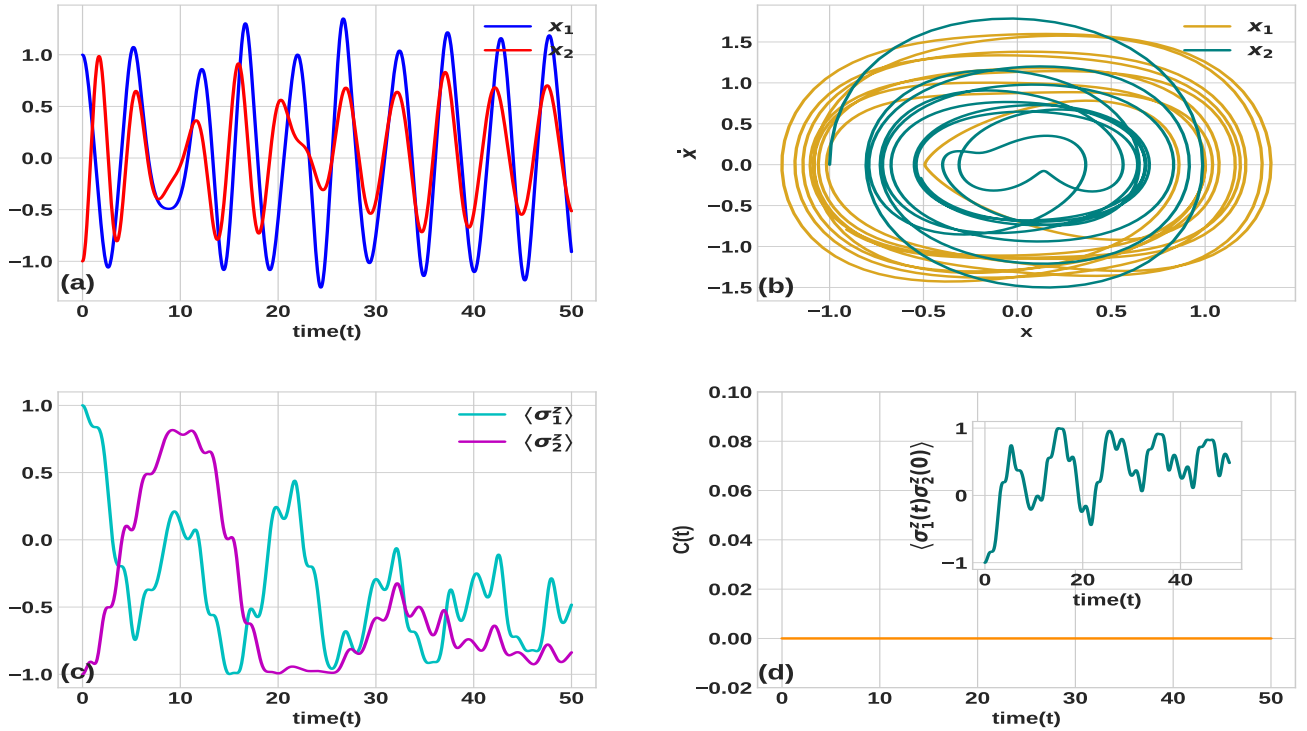 x₁
x₂
1.0
0.5
0.0
−0.5
−1.0
(a)
0 10 20 30 40 50
time(t)
x₁
x₂
1.5
1.0
0.5
0.0
−0.5
−1.0
−1.5
ẋ
(b)
−1.0 −0.5 0.0 0.5 1.0
x
⟨σ₁ᶻ⟩
⟨σ₂ᶻ⟩
1.0
0.5
0.0
−0.5
−1.0
(c)
0 10 20 30 40 50
time(t)
0.10
0.08
0.06
0.04
0.02
0.00
−0.02
C(t)
⟨σ₁ᶻ(t)σ₂ᶻ(0)⟩
1
0
−1
0 20 40
time(t)
(d)
0 10 20 30 40 50
time(t)